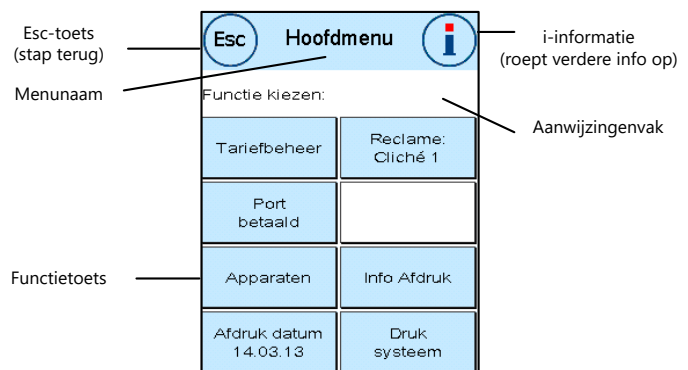 Esc-toets
(stap terug)
Esc
Hoofdmenu
i
i-informatie
(roept verdere info op)
Menunaam
Functie kiezen:
Aanwijzingenvak
Tariefbeheer
Reclame:
Cliché 1
Port
betaald
Functietoets
Apparaten
Info Afdruk
Afdruk datum
14.03.13
Druk
systeem